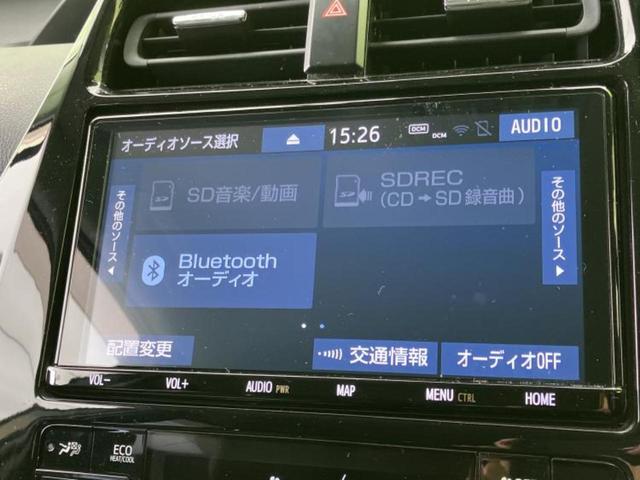 オーディオソース選択
15:26
DCM
DCM
AUDIO
その他のソース
SD音楽/動画
SDREC
(CD➡SD録音曲)
その他のソース
Bluetooth
オーディオ
配置変更
交通情報
オーディオOFF
VOL-
VOL+
AUDIO PWR
MAP
MENU CTRL
HOME
ECO
HEAT/COOL